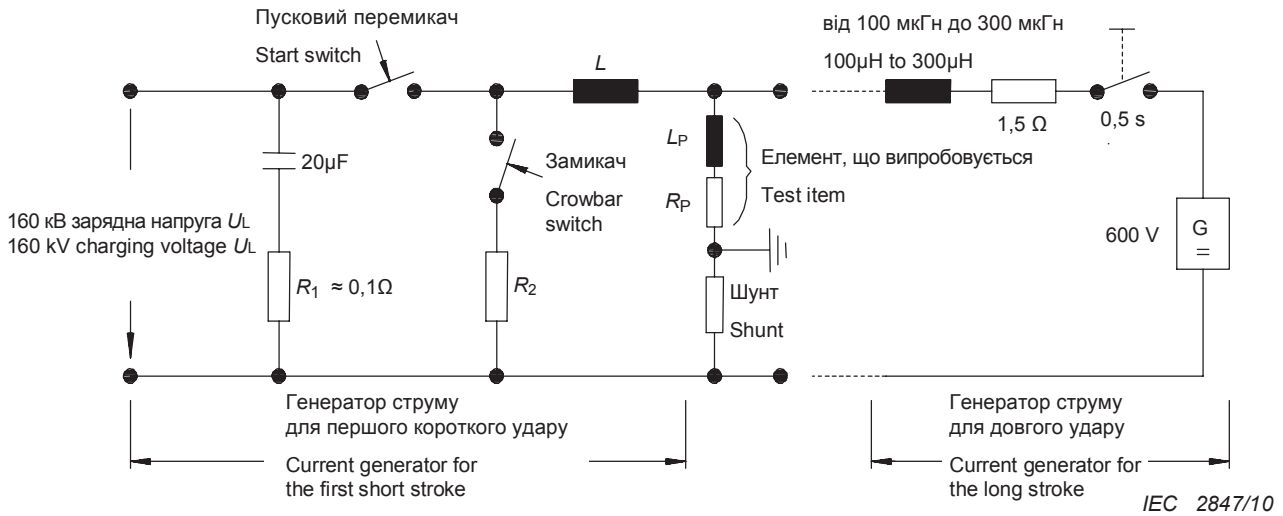 Пусковий перемикач
Start switch
від 100 мкГн до 300 мкГн
100µH to 300µH
L
1,5 Ω
0,5 s
20µF
Замикач
Crowbar
switch
LP
RP
Елемент, що випробовується
Test item
160 кВ зарядна напруга UL
160 kV charging voltage UL
600 V
G
=
R1 ≈ 0,1Ω
R2
Шунт
Shunt
Генератор струму
для першого короткого удару
Current generator for
the first short stroke
Генератор струму
для довгого удару
Current generator for
the long stroke
IEC 2847/10